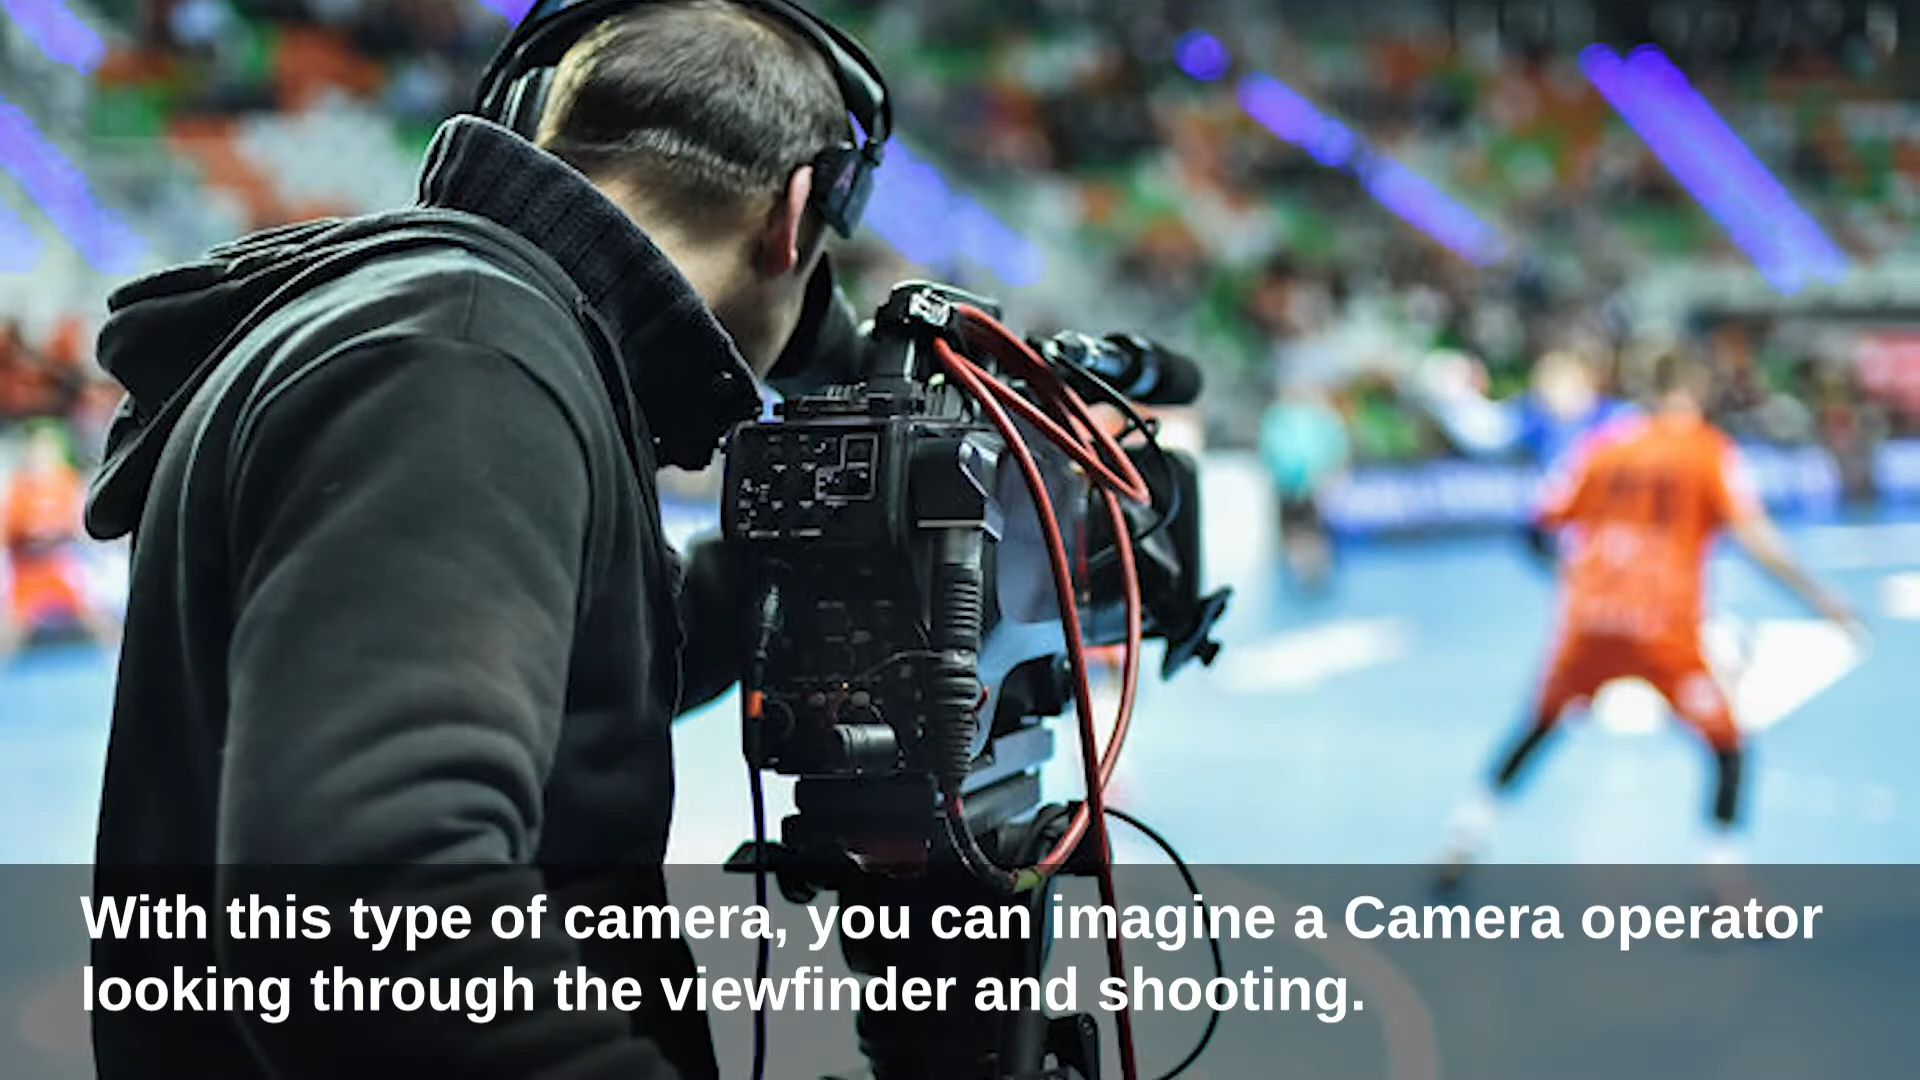 With this type of camera, you can imagine a Camera operator
looking through the viewfinder and shooting.